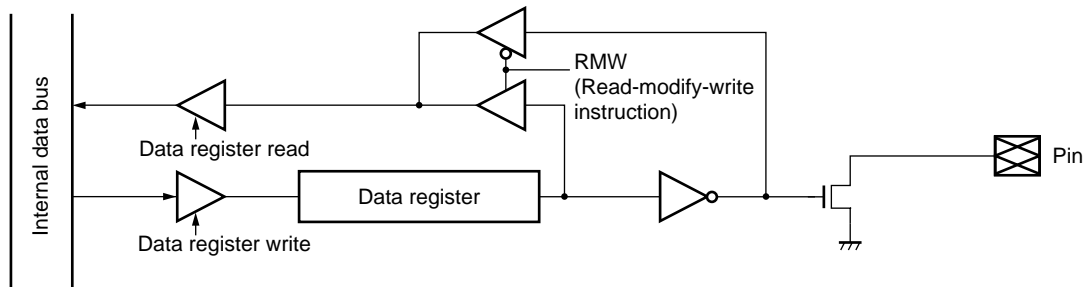 Internal data bus
RMW
(Read-modify-write
instruction)
Data register read
Pin
Data register
Data register write